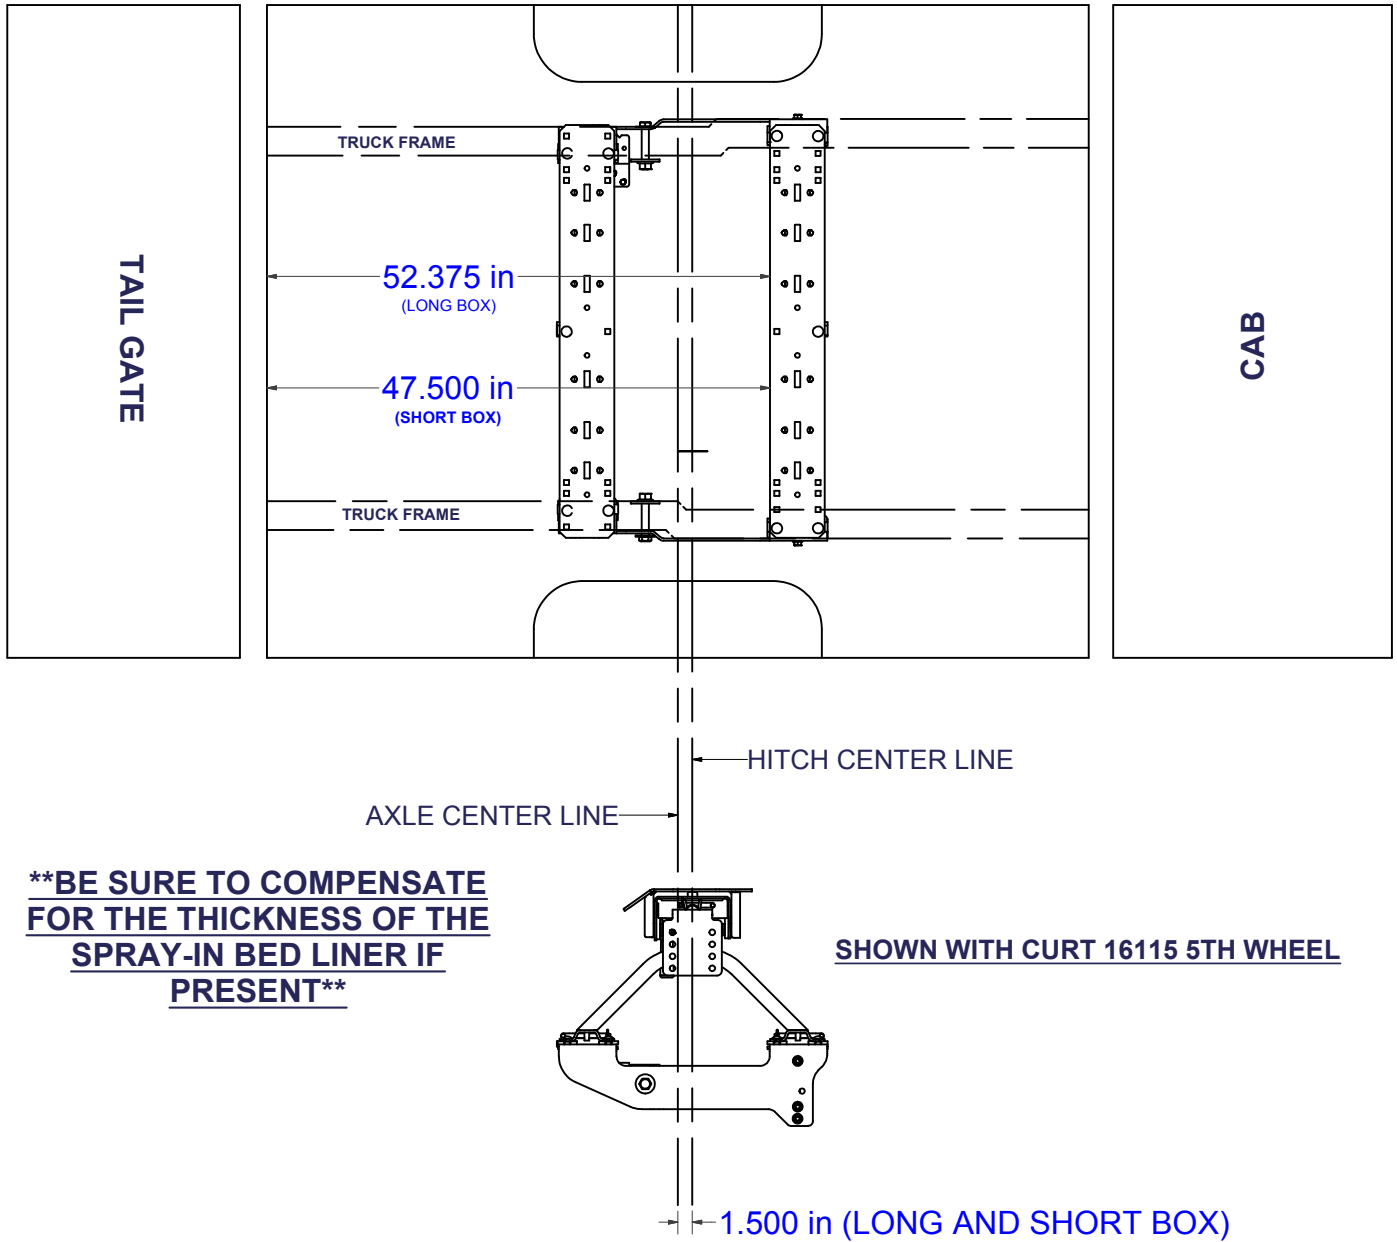 TRUCK FRAME
TAIL GATE
52.375 in
(LONG BOX)
CAB
47.500 in
(SHORT BOX)
TRUCK FRAME
HITCH CENTER LINE
AXLE CENTER LINE
**BE SURE TO COMPENSATE
FOR THE THICKNESS OF THE
SPRAY-IN BED LINER IF
PRESENT**
SHOWN WITH CURT 16115 5TH WHEEL
1.500 in (LONG AND SHORT BOX)